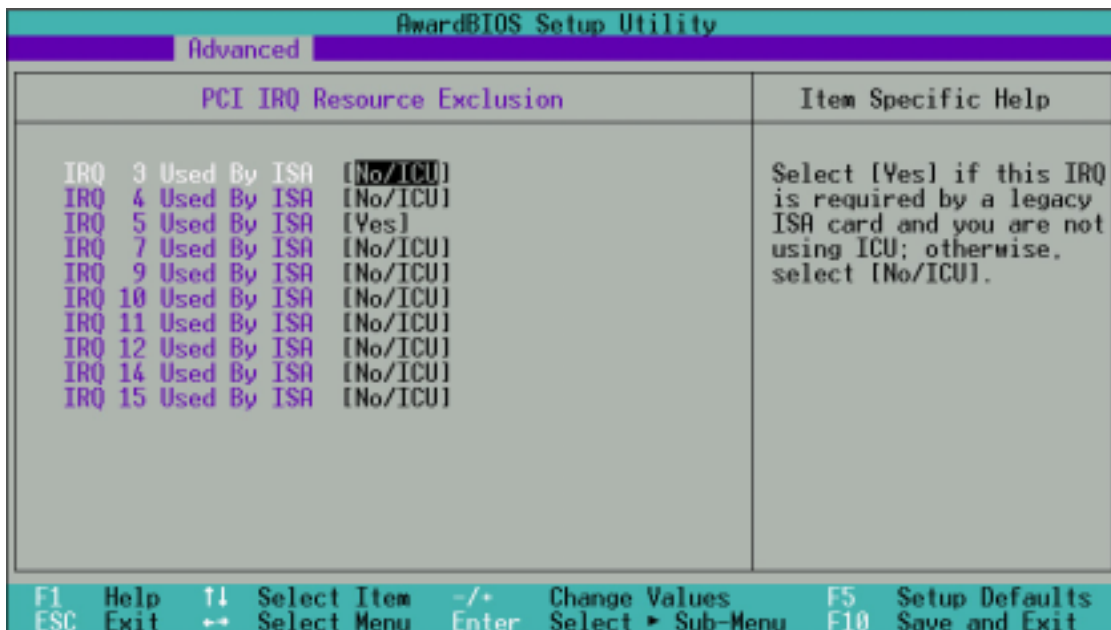 AwardBIOS Setup Utility
Advanced
PCI IRQ Resource Exclusion
Item Specific Help
IRQ 3 Used By ISA [No/ICU]
IRQ 4 Used By ISA [No/ICU]
IRQ 5 Used By ISA [Yes]
IRQ 7 Used By ISA [No/ICU]
IRQ 9 Used By ISA [No/ICU]
IRQ 10 Used By ISA [No/ICU]
IRQ 11 Used By ISA [No/ICU]
IRQ 12 Used By ISA [No/ICU]
IRQ 14 Used By ISA [No/ICU]
IRQ 15 Used By ISA [No/ICU]
Select [Yes] if this IRQ
is required by a legacy
ISA card and you are not
using ICU; otherwise,
select [No/ICU].
F1 Help ↑↓ Select Item -/+ Change Values F5 Setup Defaults
ESC Exit ←→ Select Menu Enter Select ► Sub-Menu F10 Save and Exit